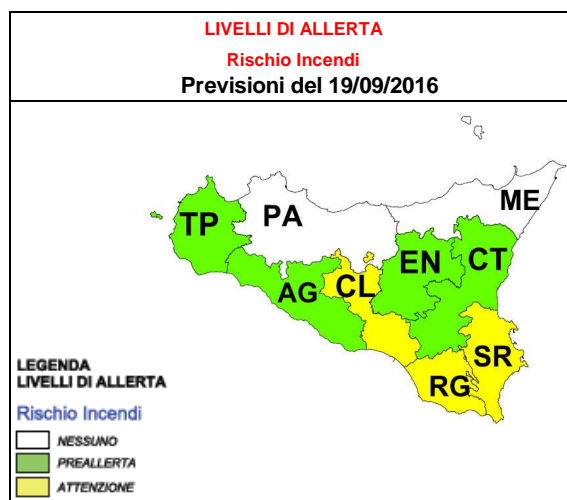 LIVELLI DI ALLERTA
Rischio Incendi
Previsioni del 19/09/2016
ME
PA
TP
EN
CT
CL
AG
SR
RG
LEGENDA
LIVELLI DI ALLERTA
Rischio Incendi
NESSUNO
PREALLERTA
ATTENZIONE